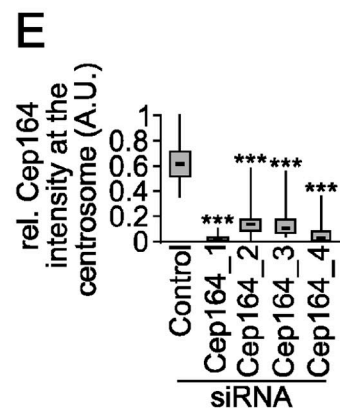 E
rel. Cep164
intensity at the
centrosome (A.U.)
1
0.8
0.6
0.4
0.2
0
***
***
***
***
Control
Cep164_1
Cep164_2
Cep164_3
Cep164_4
siRNA